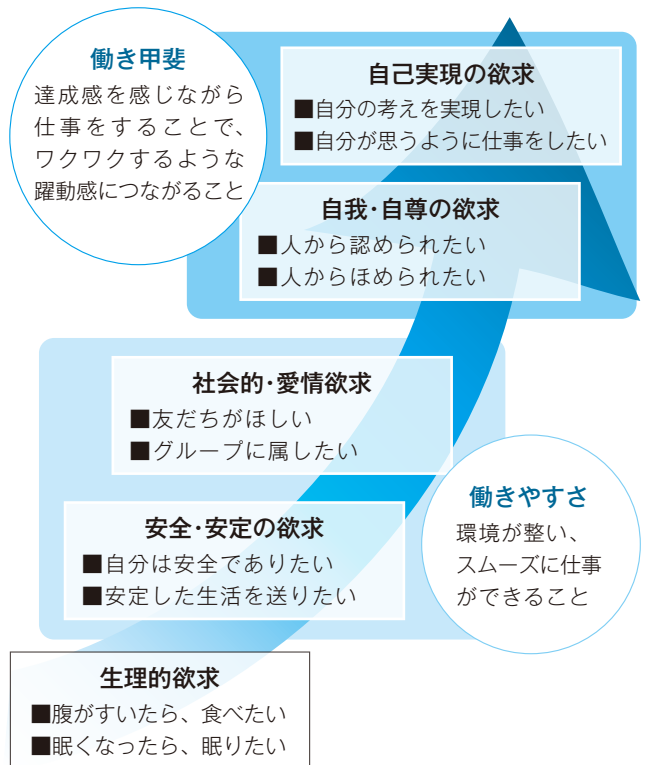 働き甲斐
達成感を感じながら
仕事をすることで、
ワクワクするような
躍動感につながること
自己実現の欲求
■自分の考えを実現したい
■自分が思うように仕事をしたい
自我・自尊の欲求
■人から認められたい
■人からほめられたい
社会的・愛情欲求
■友だちがほしい
■グループに属したい
働きやすさ
環境が整い、
スムーズに仕事
ができること
安全・安定の欲求
■自分は安全でありたい
■安定した生活を送りたい
生理的欲求
■腹がすいたら、食べたい
■眠くなったら、眠りたい